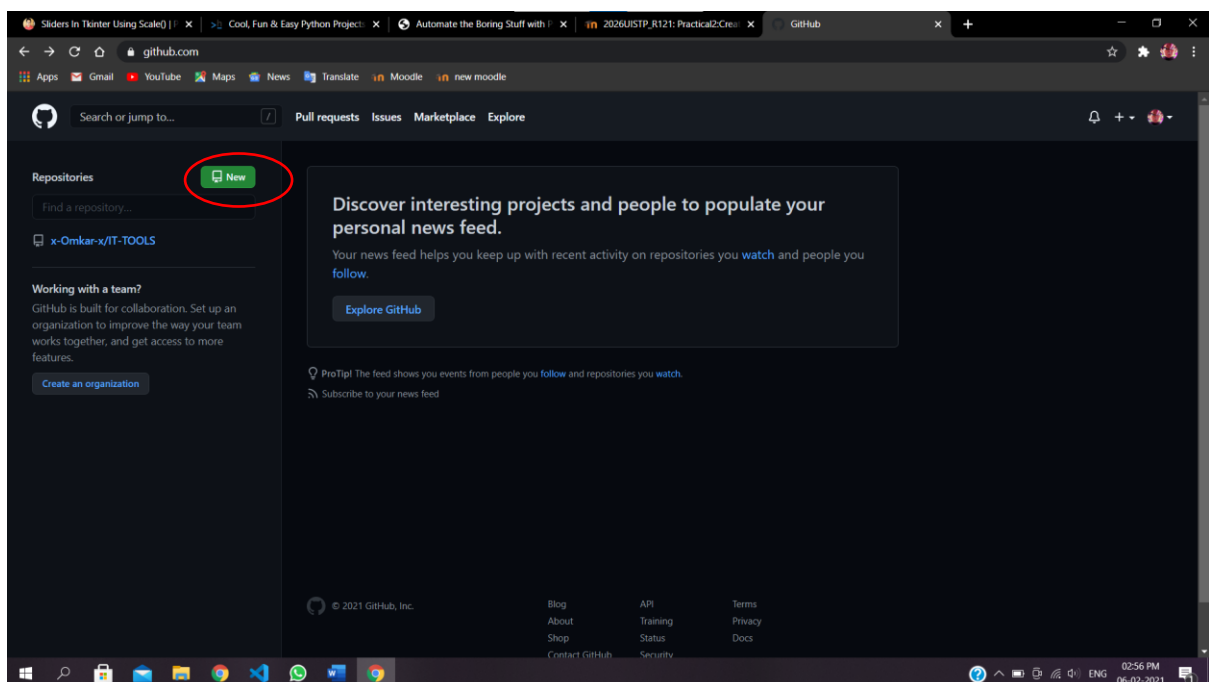 Sliders In Tkinter Using Scale() | P
Cool, Fun & Easy Python Projects
Automate the Boring Stuff with P
2026UISTP_R121: Practical2:Crea
GitHub
github.com
Apps Gmail YouTube Maps News Translate Moodle new moodle
Search or jump to... /
Pull requests Issues Marketplace Explore
Repositories
New
Find a repository...
x-Omkar-x/IT-TOOLS
Working with a team?
GitHub is built for collaboration. Set up an
organization to improve the way your team
works together, and get access to more
features.
Create an organization
Discover interesting projects and people to populate your
personal news feed.
Your news feed helps you keep up with recent activity on repositories you watch and people you
follow.
Explore GitHub
ProTip! The feed shows you events from people you follow and repositories you watch.
Subscribe to your news feed
© 2021 GitHub, Inc.
Blog
About
Shop
Contact GitHub
API
Training
Status
Security
Terms
Privacy
Docs
ENG
02:56 PM
06-02-2021